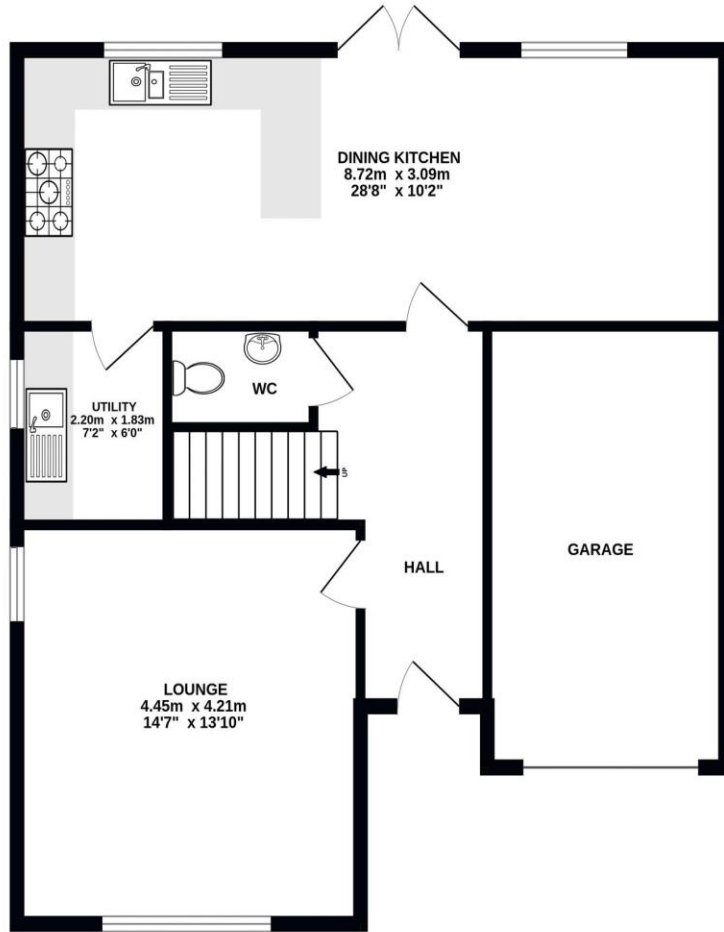 DINING KITCHEN
8.72m x 3.09m
28'8" x 10'2"
WC
UTILITY
2.20m x 1.83m
7'2" x 6'0"
UP
HALL
GARAGE
LOUNGE
4.45m x 4.21m
14'7" x 13'10"